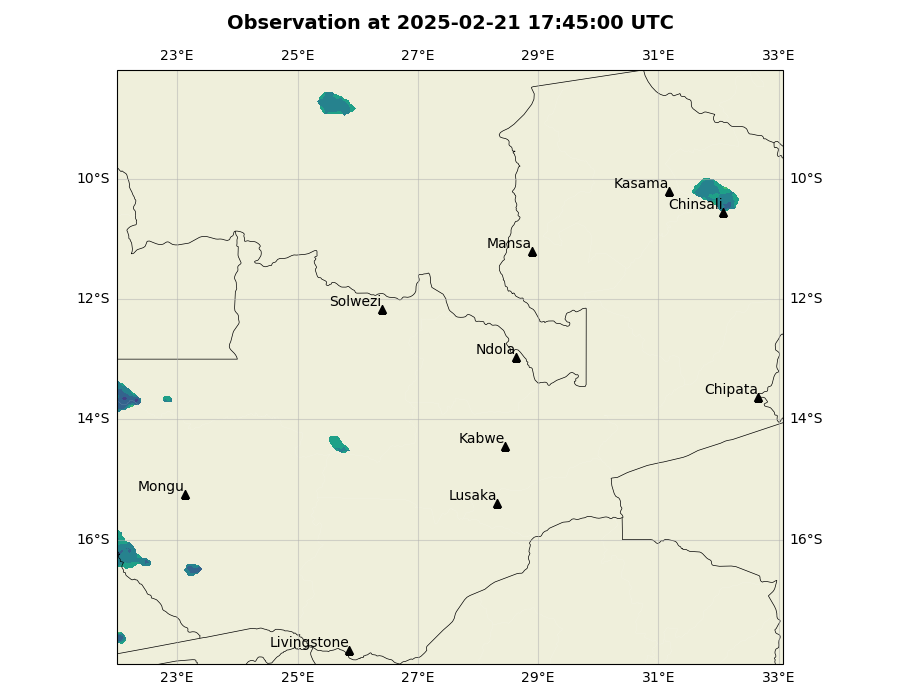 Observation at 2025-02-21 17:45:00 UTC
23°E 25°E 27°E 29°E 31°E 33°E
10°S 10°S
Kasama
Chinsali
Mansa
12°S 12°S
Solwezi
Ndola
Chipata
14°S 14°S
Kabwe
Mongu
Lusaka
16°S 16°S
Livingstone
23°E 25°E 27°E 29°E 31°E 33°E